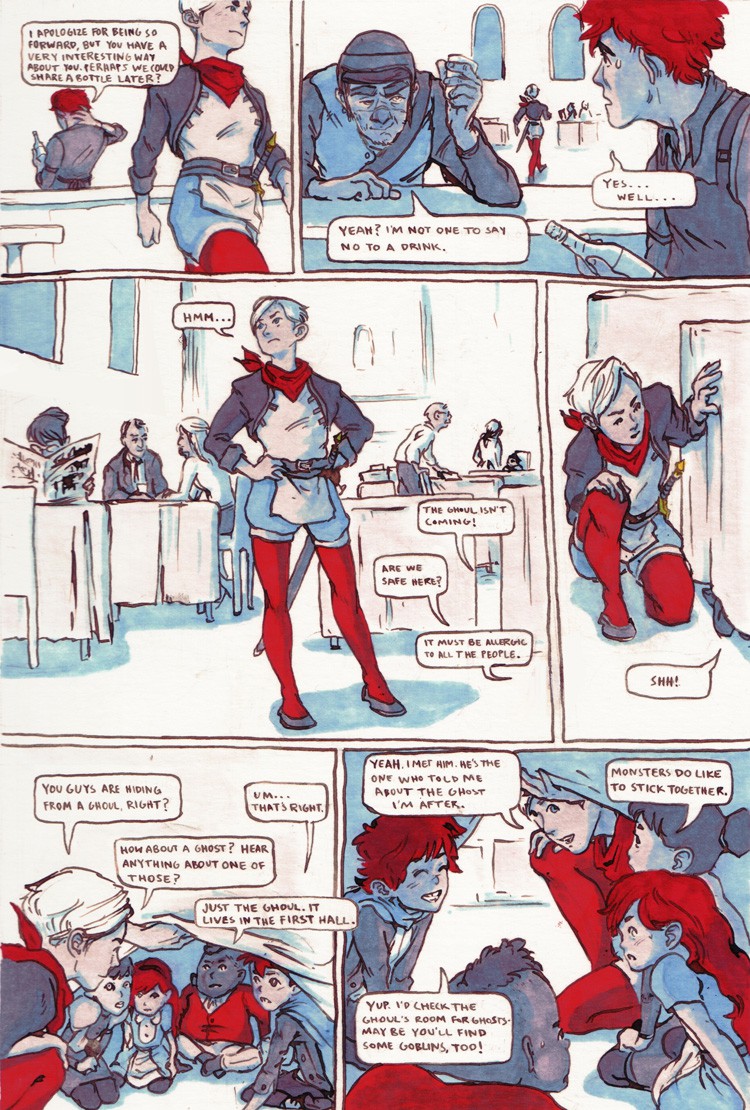 I APOLOGIZE FOR BEING SO
FORWARD, BUT YOU HAVE A
VERY INTERESTING WAY
ABOUT YOU. PERHAPS WE COULD
SHARE A BOTTLE LATER?
YEAH? I'M NOT ONE TO SAY
NO TO A DRINK.
YES...
WELL...
HMM...
THE GHOUL ISN'T
COMING!
ARE WE
SAFE HERE?
IT MUST BE ALLERGIC
TO ALL THE PEOPLE.
SHH!
YOU GUYS ARE HIDING
FROM A GHOUL, RIGHT?
UM...
THAT'S RIGHT.
HOW ABOUT A GHOST? HEAR
ANYTHING ABOUT ONE OF
THOSE?
JUST THE GHOUL. IT
LIVES IN THE FIRST HALL.
YEAH. I MET HIM. HE'S THE
ONE WHO TOLD ME
ABOUT THE GHOST
I'M AFTER.
MONSTERS DO LIKE
TO STICK TOGETHER.
YUP. I'D CHECK THE
GHOUL'S ROOM FOR GHOSTS-
MAY BE YOU'LL FIND
SOME GOBLINS, TOO!